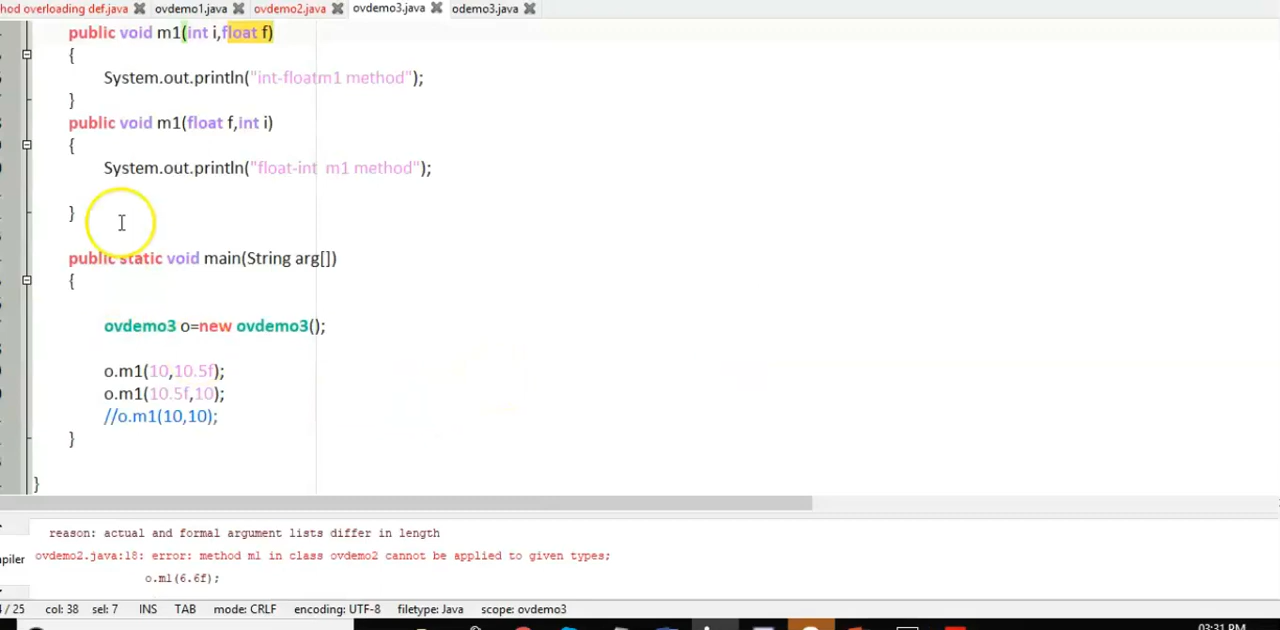 hod overloading def.java ovdemo1.java ovdemo2.java ovdemo3.java odemo3.java
public void m1(int i,float f)
{
System.out.println("int-floatm1 method");
}
public void m1(float f,int i)
{
System.out.println("float-int  m1 method");
}
public static void main(String arg[])
{
ovdemo3 o=new ovdemo3();
o.m1(10,10.5f);
o.m1(10.5f,10);
//o.m1(10,10);
}
}
reason: actual and formal argument lists differ in length
mpiler ovdemo2.java:18: error: method m1 in class ovdemo2 cannot be applied to given types;
o.m1(6.6f);
/ 25 col: 38 sel: 7 INS TAB mode: CRLF encoding: UTF-8 filetype: Java scope: ovdemo3
03:31 PM